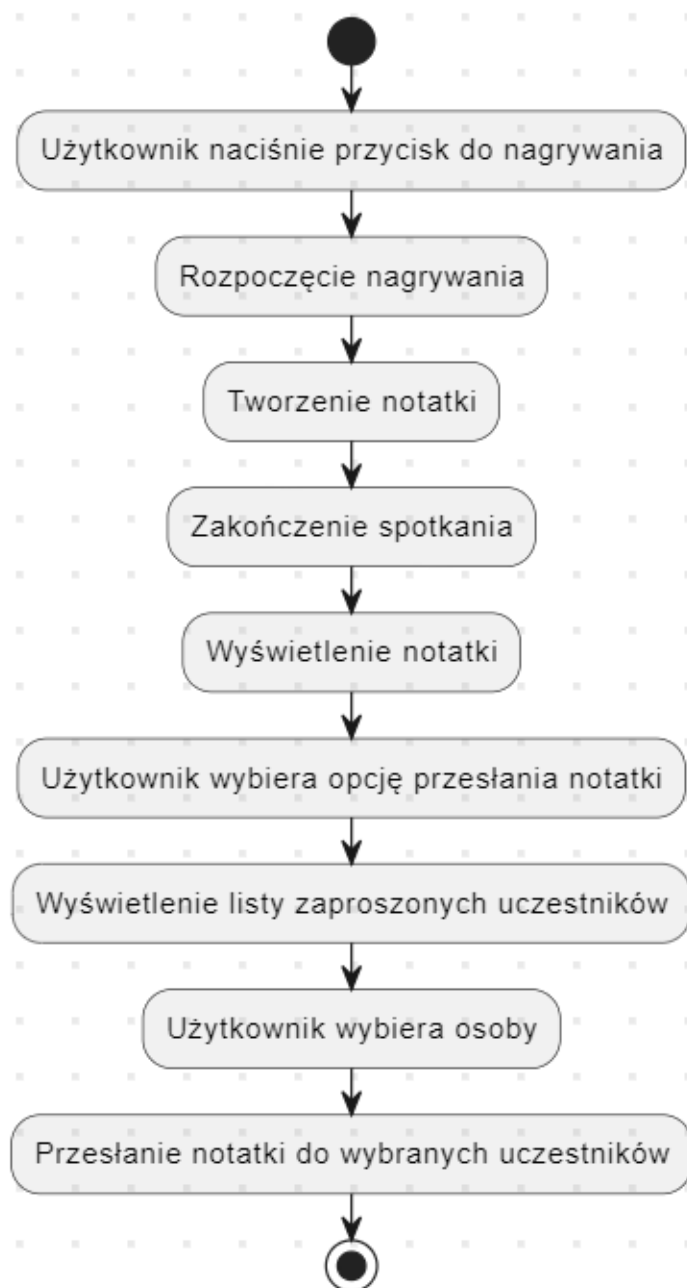 Użytkownik naciśnie przycisk do nagrywania
Rozpoczęcie nagrywania
Tworzenie notatki
Zakończenie spotkania
Wyświetlenie notatki
Użytkownik wybiera opcję przesłania notatki
Wyświetlenie listy zaproszonych uczestników
Użytkownik wybiera osoby
Przesłanie notatki do wybranych uczestników